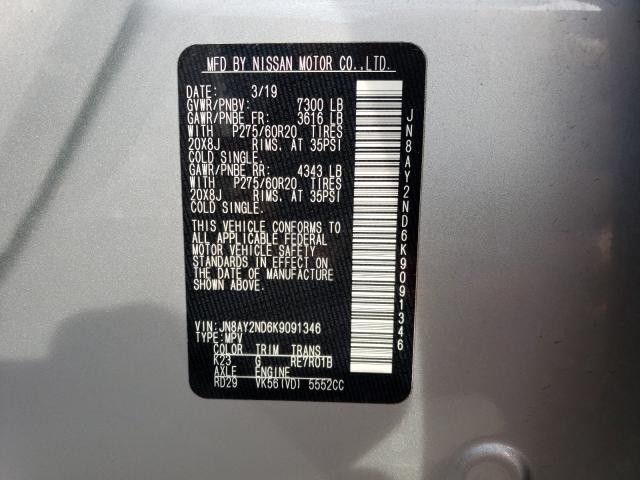 MFD BY NISSAN MOTOR CO.,LTD.
DATE: 3/19
GVWR/PNBV: 7300 LB
GAWR/PNBE FR: 3616 LB
WITH P275/60R20 TIRES
20X8J RIMS, AT 35PSI
COLD SINGLE.
GAWR/PNBE RR: 4343 LB
WITH P275/60R20 TIRES
20X8J RIMS, AT 35PSI
COLD SINGLE.
THIS VEHICLE CONFORMS TO
ALL APPLICABLE FEDERAL
MOTOR VEHICLE SAFETY
STANDARDS IN EFFECT ON
THE DATE OF MANUFACTURE
SHOWN ABOVE.
VIN:JN8AY2ND6K9091346
TYPE:MPV
COLOR TRIM TRANS
K23 G RE7R01B
AXLE ENGINE
RD29 VK56(VD) 5552CC
JN8AY2ND6K9091346